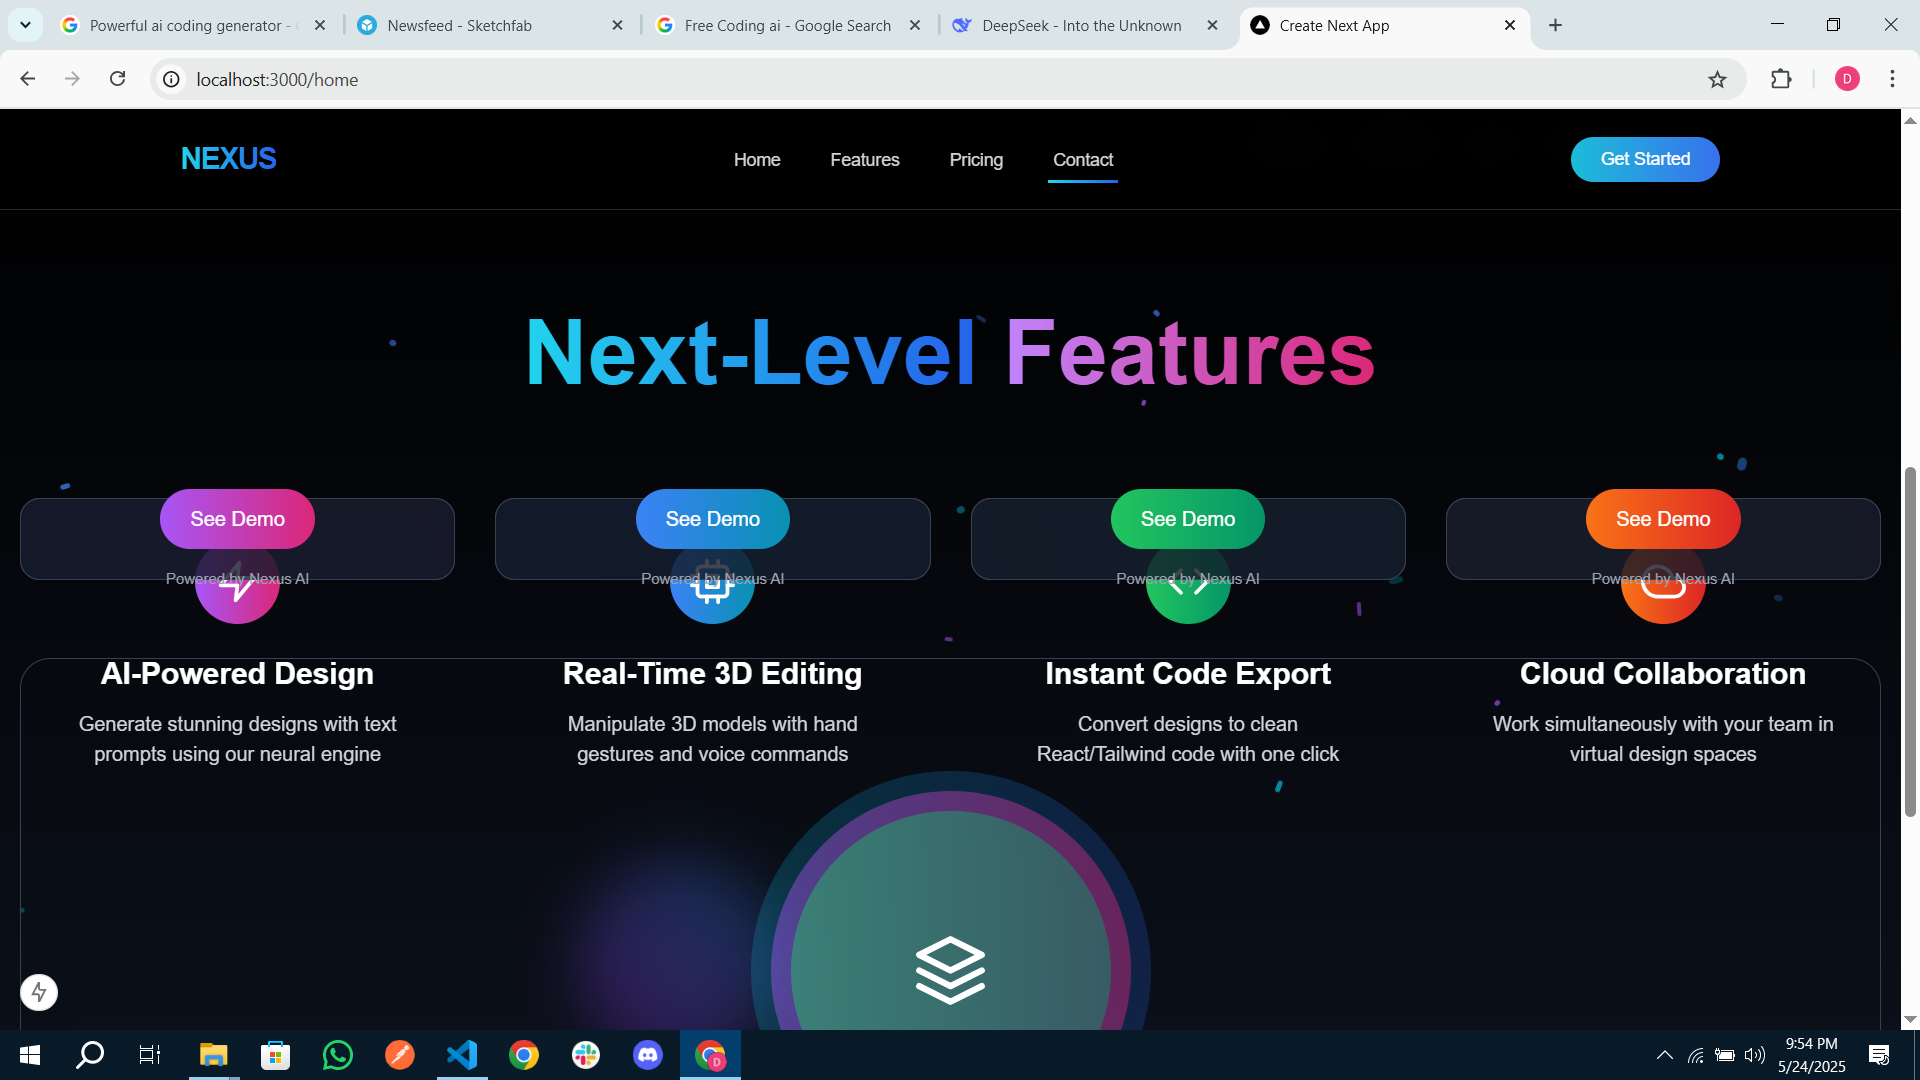 Powerful ai coding generator -
Newsfeed - Sketchfab
Free Coding ai - Google Search
DeepSeek - Into the Unknown
Create Next App
localhost:3000/home
D
NEXUS
Home
Features
Pricing
Contact
Get Started
Next-Level Features
See Demo
See Demo
See Demo
See Demo
Powered by Nexus AI
Powered by Nexus AI
Powered by Nexus AI
Powered by Nexus AI
AI-Powered Design
Generate stunning designs with text
prompts using our neural engine
Real-Time 3D Editing
Manipulate 3D models with hand
gestures and voice commands
Instant Code Export
Convert designs to clean
React/Tailwind code with one click
Cloud Collaboration
Work simultaneously with your team in
virtual design spaces
D
9:54 PM
5/24/2025